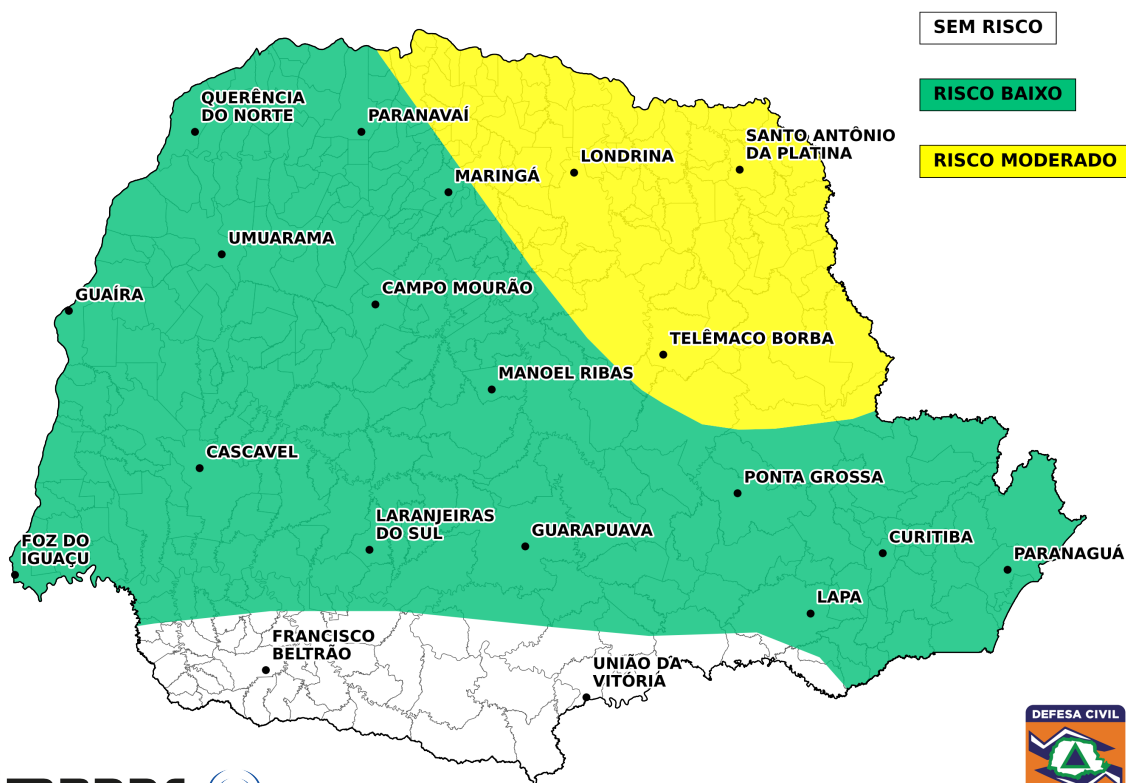 SEM RISCO
RISCO BAIXO
RISCO MODERADO
QUERÊNCIA
DO NORTE
PARANAVAÍ
SANTO ANTÔNIO
DA PLATINA
LONDRINA
MARINGÁ
UMUARAMA
CAMPO MOURÃO
GUAÍRA
TELÊMACO BORBA
MANOEL RIBAS
CASCAVEL
PONTA GROSSA
LARANJEIRAS
DO SUL
GUARAPUAVA
CURITIBA
FOZ DO
IGUAÇU
PARANAGUÁ
LAPA
FRANCISCO
BELTRÃO
UNIÃO DA
VITÓRIA
DEFESA CIVIL